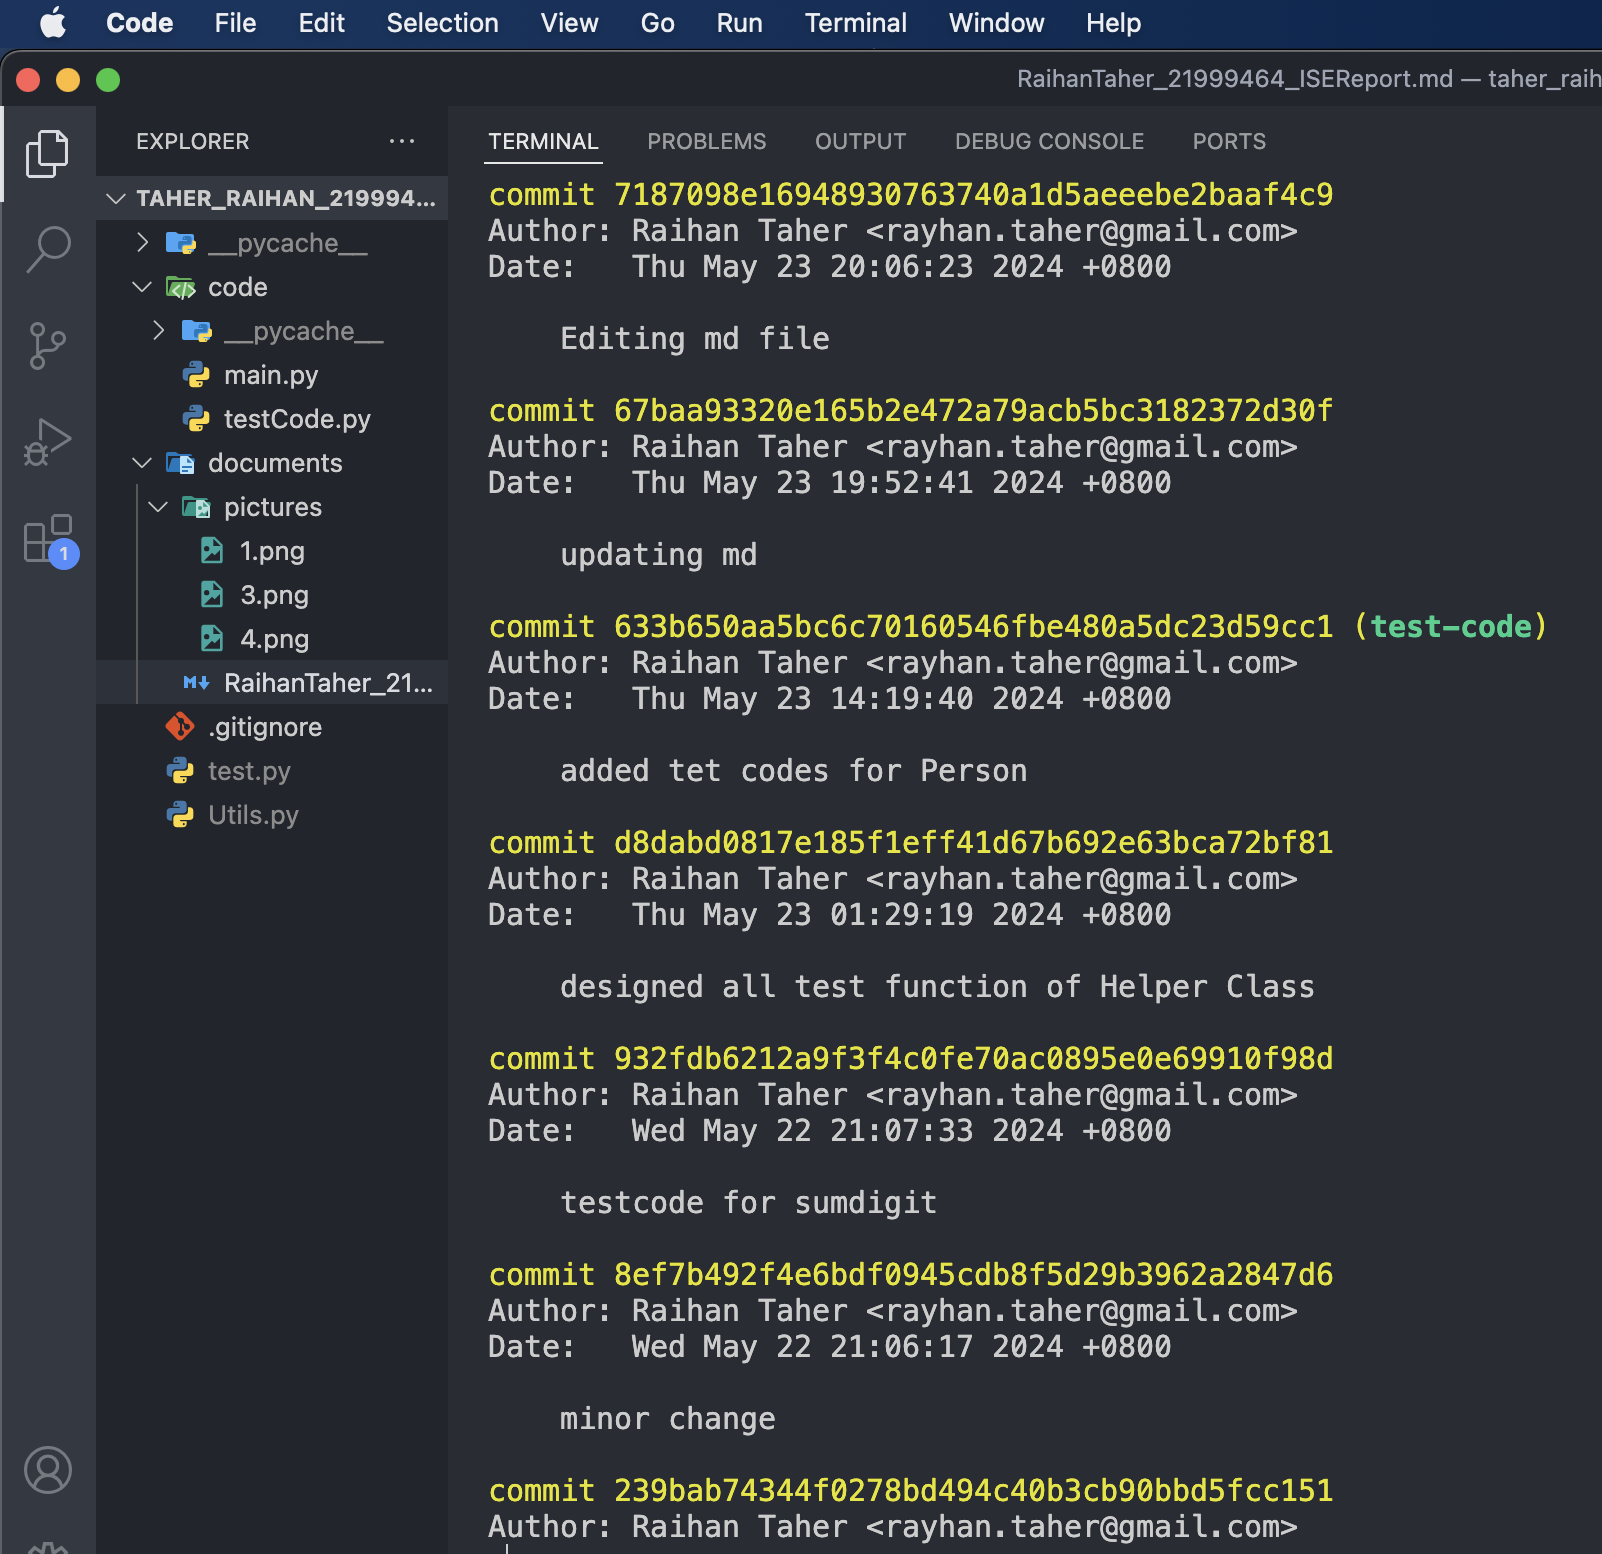 Code File Edit Selection View Go Run Terminal Window Help
RaihanTaher_21999464_ISEReport.md — taher_raih
EXPLORER ...
TAHER_RAIHAN_219994...
__pycache__
code
__pycache__
main.py
testCode.py
documents
pictures
1.png
3.png
4.png
RaihanTaher_21...
.gitignore
test.py
Utils.py
1
TERMINAL PROBLEMS OUTPUT DEBUG CONSOLE PORTS
commit 7187098e16948930763740a1d5aeeebe2baaf4c9
Author: Raihan Taher <rayhan.taher@gmail.com>
Date:   Thu May 23 20:06:23 2024 +0800
Editing md file
commit 67baa93320e165b2e472a79acb5bc3182372d30f
Author: Raihan Taher <rayhan.taher@gmail.com>
Date:   Thu May 23 19:52:41 2024 +0800
updating md
commit 633b650aa5bc6c70160546fbe480a5dc23d59cc1 (test-code)
Author: Raihan Taher <rayhan.taher@gmail.com>
Date:   Thu May 23 14:19:40 2024 +0800
added tet codes for Person
commit d8dabd0817e185f1eff41d67b692e63bca72bf81
Author: Raihan Taher <rayhan.taher@gmail.com>
Date:   Thu May 23 01:29:19 2024 +0800
designed all test function of Helper Class
commit 932fdb6212a9f3f4c0fe70ac0895e0e69910f98d
Author: Raihan Taher <rayhan.taher@gmail.com>
Date:   Wed May 22 21:07:33 2024 +0800
testcode for sumdigit
commit 8ef7b492f4e6bdf0945cdb8f5d29b3962a2847d6
Author: Raihan Taher <rayhan.taher@gmail.com>
Date:   Wed May 22 21:06:17 2024 +0800
minor change
commit 239bab74344f0278bd494c40b3cb90bbd5fcc151
Author: Raihan Taher <rayhan.taher@gmail.com>